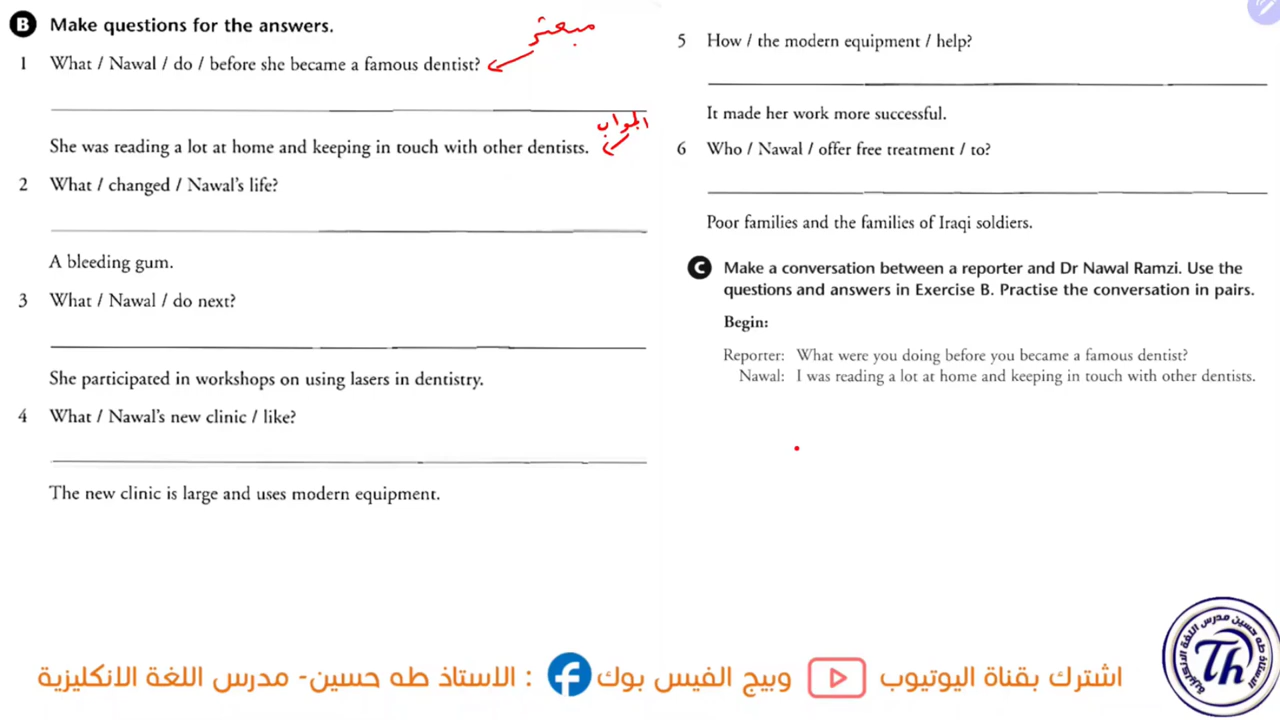 B Make questions for the answers.
مبعثر
1 What / Nawal / do / before she became a famous dentist?
الجواب
She was reading a lot at home and keeping in touch with other dentists.
2 What / changed / Nawal's life?
A bleeding gum.
3 What / Nawal / do next?
She participated in workshops on using lasers in dentistry.
4 What / Nawal's new clinic / like?
The new clinic is large and uses modern equipment.
5 How / the modern equipment / help?
It made her work more successful.
6 Who / Nawal / offer free treatment / to?
Poor families and the families of Iraqi soldiers.
C Make a conversation between a reporter and Dr Nawal Ramzi. Use the
questions and answers in Exercise B. Practise the conversation in pairs.
Begin:
Reporter: What were you doing before you became a famous dentist?
Nawal: I was reading a lot at home and keeping in touch with other dentists.
اشترك بقناة اليوتيوب وبيج الفيس بوك : الاستاذ طه حسين- مدرس اللغة الانكليزية
الاستاذ طه حسين مدرس اللغة الانكليزية
Th